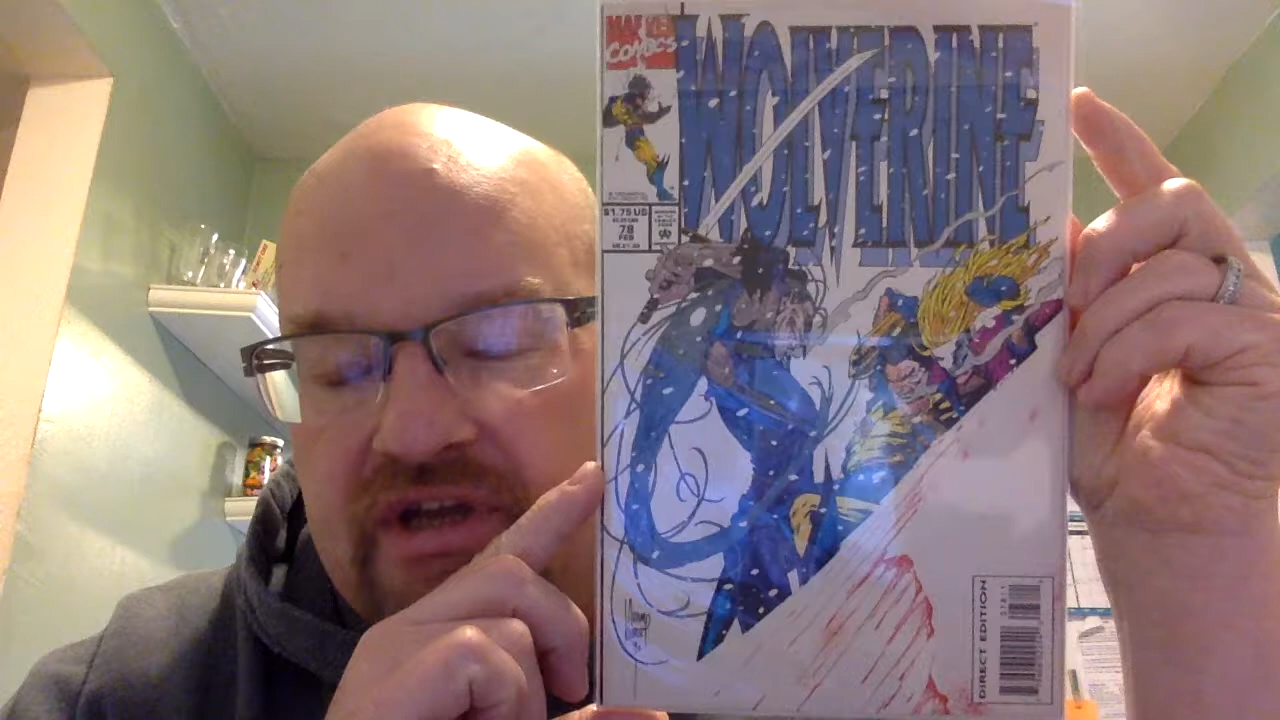 MARVEL
COMICS
WOLVERINE
$1.75 US
78
FEB
DIRECT EDITION